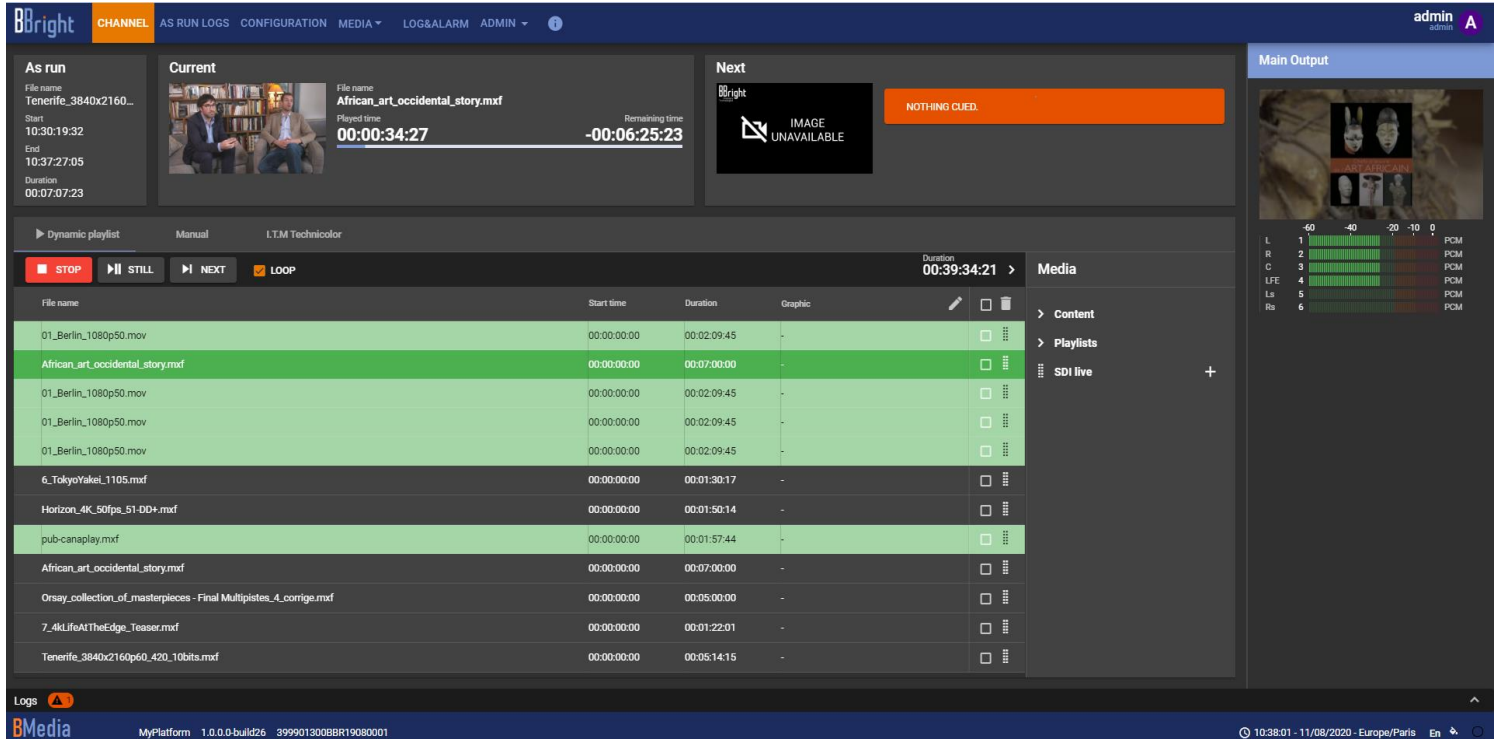 BBright CHANNEL AS RUN LOGS CONFIGURATION MEDIA LOG&ALARM ADMIN admin A
admin
As run
File name
Tenerife_3840x2160...
Start
10:30:19:32
End
10:37:27:05
Duration
00:07:07:23
Current
File name
African_art_occidental_story.mxf
Played time Remaining time
00:00:34:27 -00:06:25:23
Next
BBright
IMAGE
UNAVAILABLE
NOTHING CUED.
Main Output
ART AFRICAIN
-60 -40 -20 -10 0
L 1 PCM
R 2 PCM
C 3 PCM
LFE 4 PCM
Ls 5 PCM
Rs 6 PCM
Dynamic playlist Manual I.T.M Technicolor
STOP STILL NEXT LOOP
Duration
00:39:34:21
File name Start time Duration Graphic
01_Berlin_1080p50.mov 00:00:00:00 00:02:09:45 -
African_art_occidental_story.mxf 00:00:00:00 00:07:00:00 -
01_Berlin_1080p50.mov 00:00:00:00 00:02:09:45 -
01_Berlin_1080p50.mov 00:00:00:00 00:02:09:45 -
01_Berlin_1080p50.mov 00:00:00:00 00:02:09:45 -
6_TokyoYakei_1105.mxf 00:00:00:00 00:01:30:17 -
Horizon_4K_50fps_51-DD+.mxf 00:00:00:00 00:01:50:14 -
pub-canaplay.mxf 00:00:00:00 00:01:57:44 -
African_art_occidental_story.mxf 00:00:00:00 00:07:00:00 -
Orsay_collection_of_masterpieces - Final Multipistes_4_corrige.mxf 00:00:00:00 00:05:00:00 -
7_4kLifeAtTheEdge_Teaser.mxf 00:00:00:00 00:01:22:01 -
Tenerife_3840x2160p60_420_10bits.mxf 00:00:00:00 00:05:14:15 -
Media
Content
Playlists
SDI live +
Logs 1
BMedia MyPlatform 1.0.0.0-build26 399901300BBR19080001 10:38:01 - 11/08/2020 - Europe/Paris En